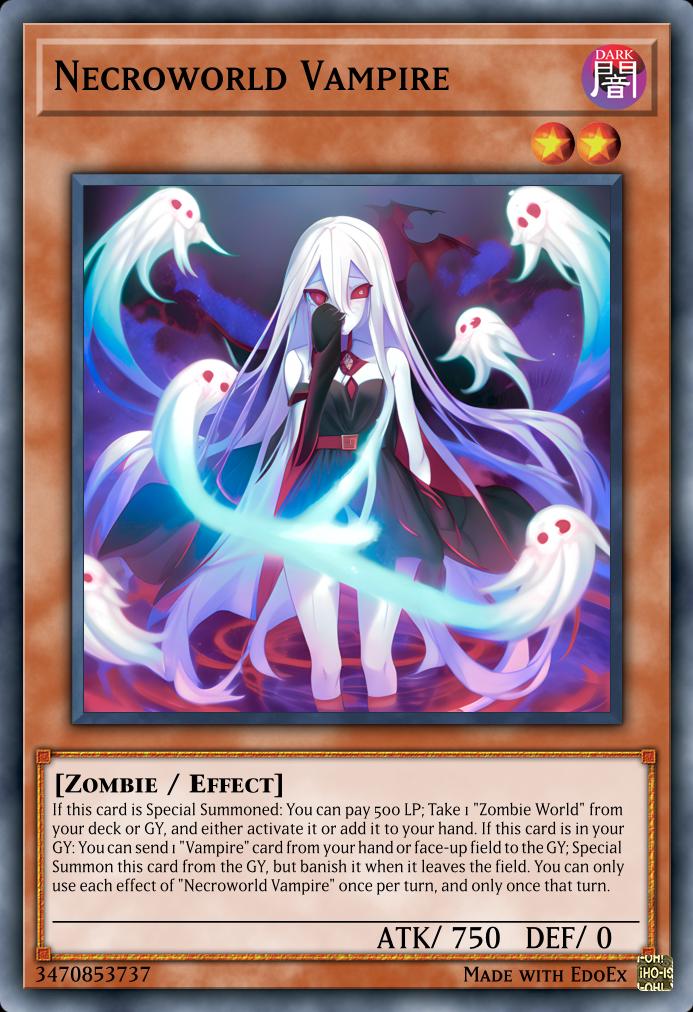 Necroworld Vampire
DARK
闇
[Zombie / Effect]
If this card is Special Summoned: You can pay 500 LP; Take 1 "Zombie World" from
your deck or GY, and either activate it or add it to your hand. If this card is in your
GY: You can send 1 "Vampire" card from your hand or face-up field to the GY; Special
Summon this card from the GY, but banish it when it leaves the field. You can only
use each effect of "Necroworld Vampire" once per turn, and only once that turn.
ATK/ 750 DEF/ 0
3470853737 Made with EdoEx